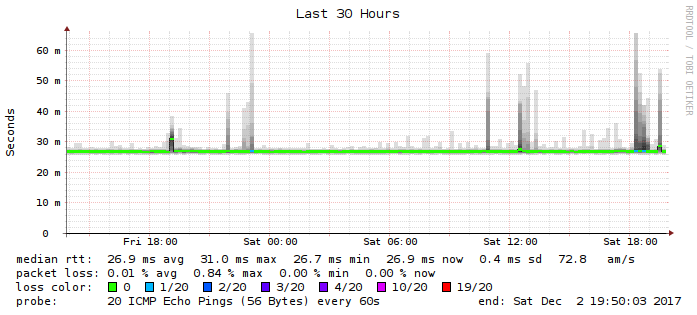 Last 30 Hours
RRDTOOL / TOBI OETIKER
Seconds
60 m
50 m
40 m
30 m
20 m
10 m
0
Fri 18:00 Sat 00:00 Sat 06:00 Sat 12:00 Sat 18:00
median rtt: 26.9 ms avg 31.0 ms max 26.7 ms min 26.9 ms now 0.4 ms sd 72.8 am/s
packet loss: 0.01 % avg 0.84 % max 0.00 % min 0.00 % now
loss color: 0 1/20 2/20 3/20 4/20 10/20 19/20
probe: 20 ICMP Echo Pings (56 Bytes) every 60s end: Sat Dec 2 19:50:03 2017